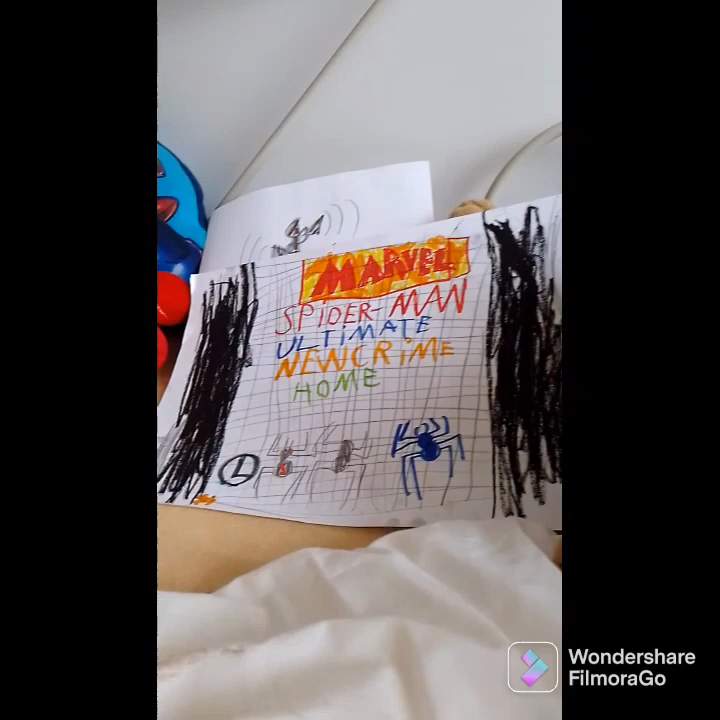 MARVEL
SPIDER-MAN
ULTIMATE
NEWCRiME
HOME
Wondershare
FilmoraGo